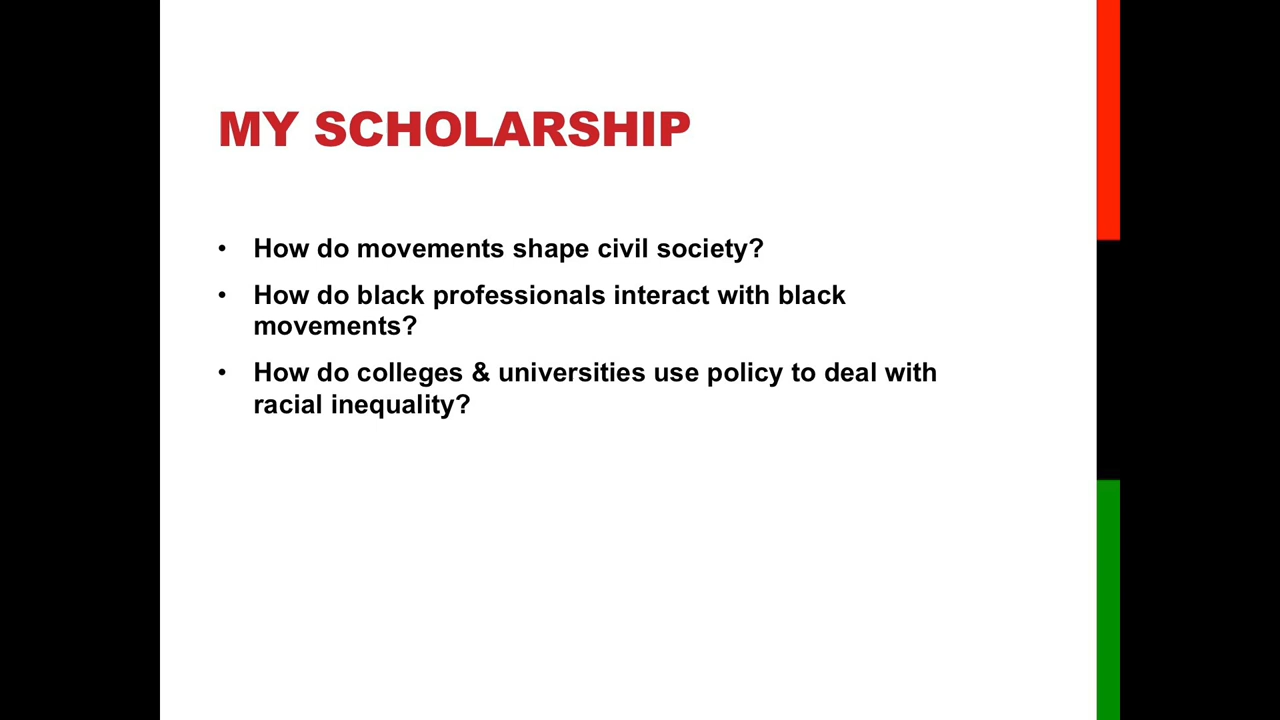 MY SCHOLARSHIP
• How do movements shape civil society?
• How do black professionals interact with black
movements?
• How do colleges & universities use policy to deal with
racial inequality?